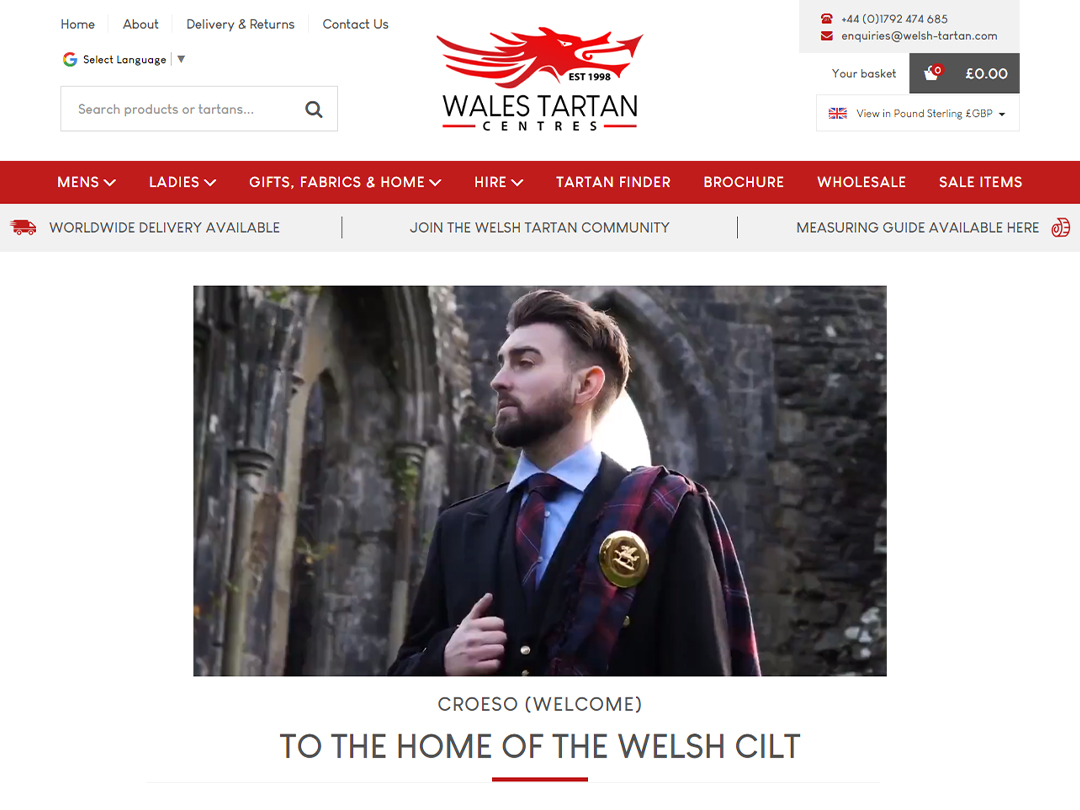 Home
About
Delivery & Returns
Contact Us
Select Language ▼
Search products or tartans...
EST 1998
WALES TARTAN
CENTRES
+44 (0)1792 474 685
enquiries@welsh-tartan.com
Your basket
0
£0.00
View in Pound Sterling £GBP
MENS
LADIES
GIFTS, FABRICS & HOME
HIRE
TARTAN FINDER
BROCHURE
WHOLESALE
SALE ITEMS
WORLDWIDE DELIVERY AVAILABLE
JOIN THE WELSH TARTAN COMMUNITY
MEASURING GUIDE AVAILABLE HERE
CROESO (WELCOME)
TO THE HOME OF THE WELSH CILT